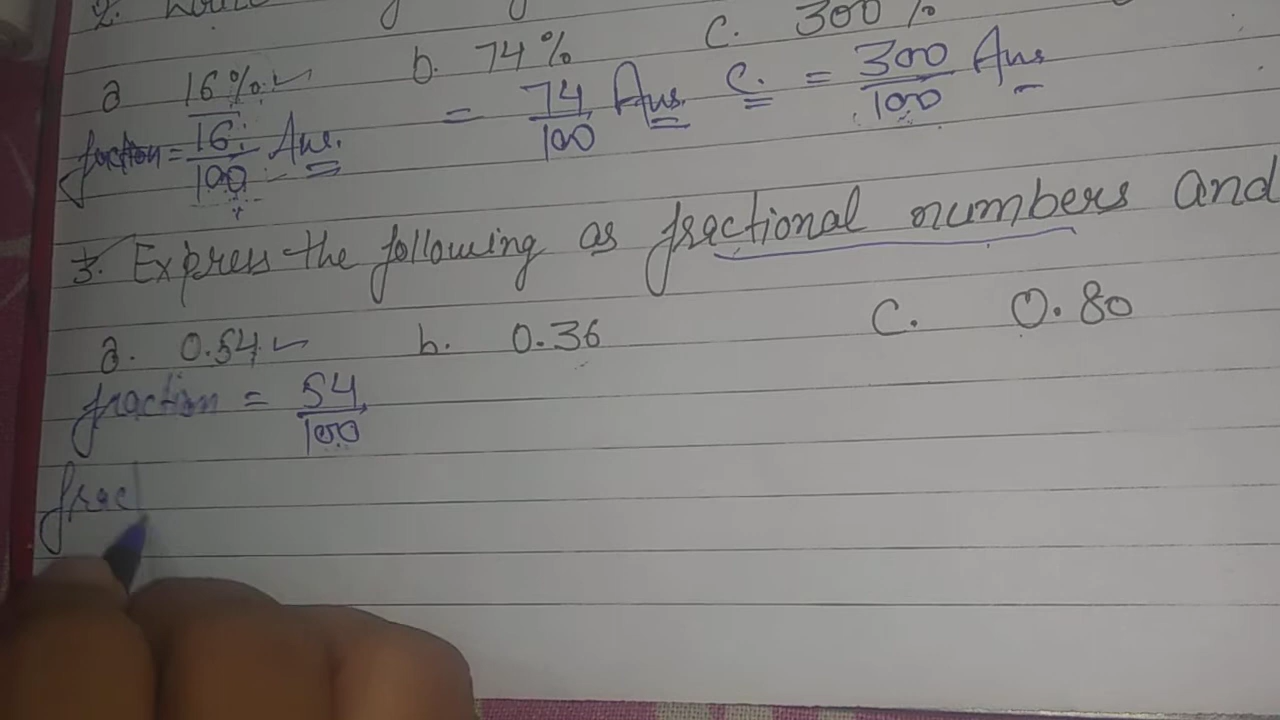 a 16% b. 74% c. 300%
fraction = 16/100 Ans. = 74/100 Ans. C. = 300/100 Ans
3. Express the following as fractional numbers and
a. 0.54 b. 0.36 C. 0.80
fraction = 54/100
frac